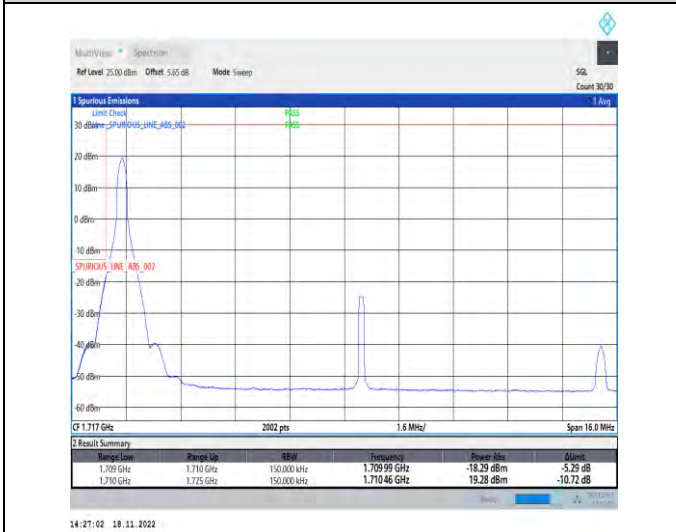 MultiView Spectrum
Ref Level 25.00 dBm Offset 5.65 dB Mode Sweep SGL
Count 30/30
1 Spurious Emissions 1 Avg
Limit Check PASS
30 dBm Line _SPURIOUS_LINE_ABS_002 PASS
20 dBm
10 dBm
0 dBm
-10 dBm
_SPURIOUS_LINE_ABS_002
-20 dBm
-30 dBm
-40 dBm
-50 dBm
-60 dBm
CF 1.717 GHz 2002 pts 1.6 MHz/ Span 16.0 MHz
2 Result Summary
Range Low Range Up RBW Frequency Power Abs ΔLimit
1.709 GHz 1.710 GHz 150.000 kHz 1.70999 GHz -18.29 dBm -5.29 dB
1.710 GHz 1.725 GHz 150.000 kHz 1.71046 GHz 19.28 dBm -10.72 dB
14:27:02 18.11.2022